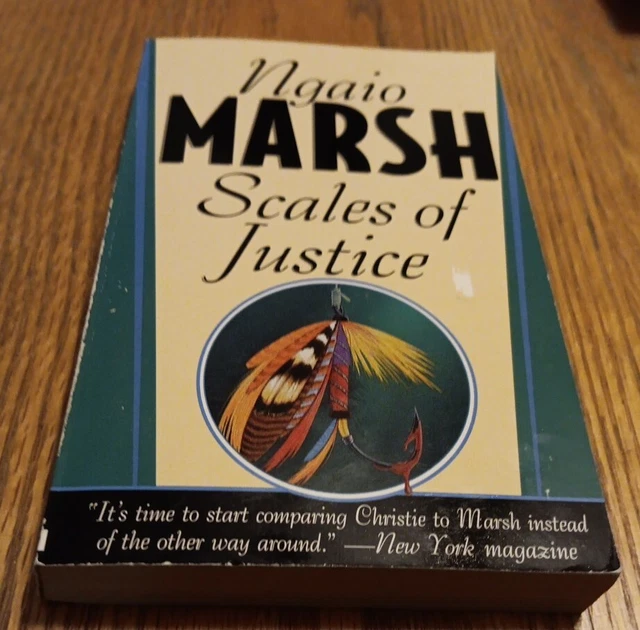 Ngaio
MARSH
Scales of
Justice
"It's time to start comparing Christie to Marsh instead
of the other way around." —New York magazine